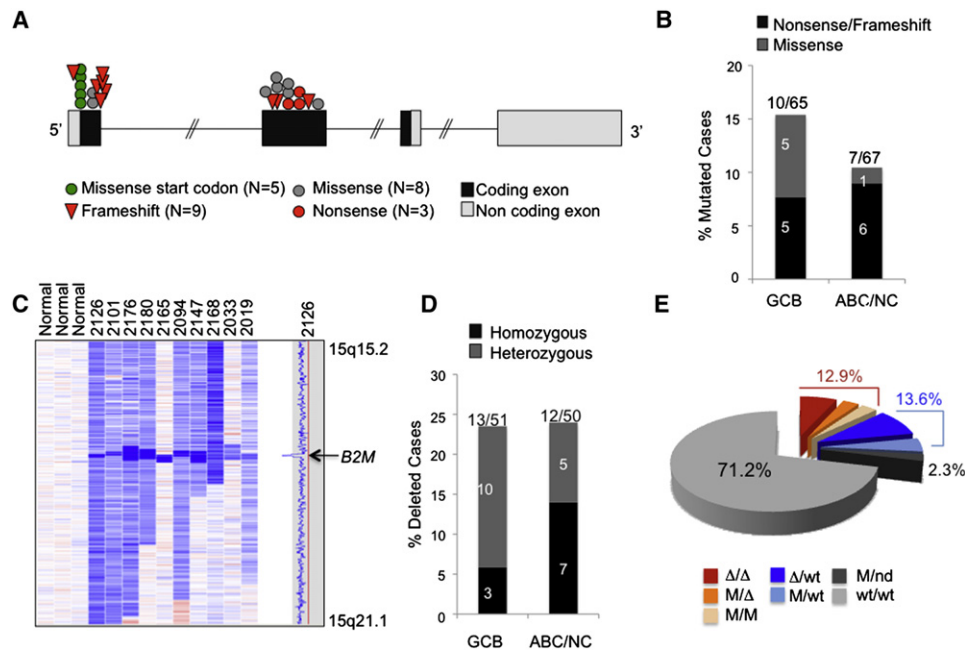 A
5’
3’
Missense start codon (N=5)
Missense (N=8)
Coding exon
Frameshift (N=9)
Nonsense (N=3)
Non coding exon
B
Nonsense/Frameshift
Missense
% Mutated Cases
20
15
10
5
0
10/65
5
5
7/67
1
6
GCB
ABC/NC
C
Normal
Normal
Normal
2126
2101
2176
2180
2165
2094
2147
2168
2033
2019
2126
15q15.2
B2M
15q21.1
D
Homozygous
Heterozygous
% Deleted Cases
30
25
20
15
10
5
0
13/51
10
3
12/50
5
7
GCB
ABC/NC
E
12.9%
13.6%
2.3%
71.2%
Δ/Δ
Δ/wt
M/nd
M/Δ
M/wt
wt/wt
M/M